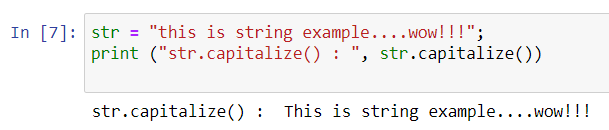 In [7]: str = "this is string example....wow!!!";
print ("str.capitalize() : ", str.capitalize())
str.capitalize() :  This is string example....wow!!!